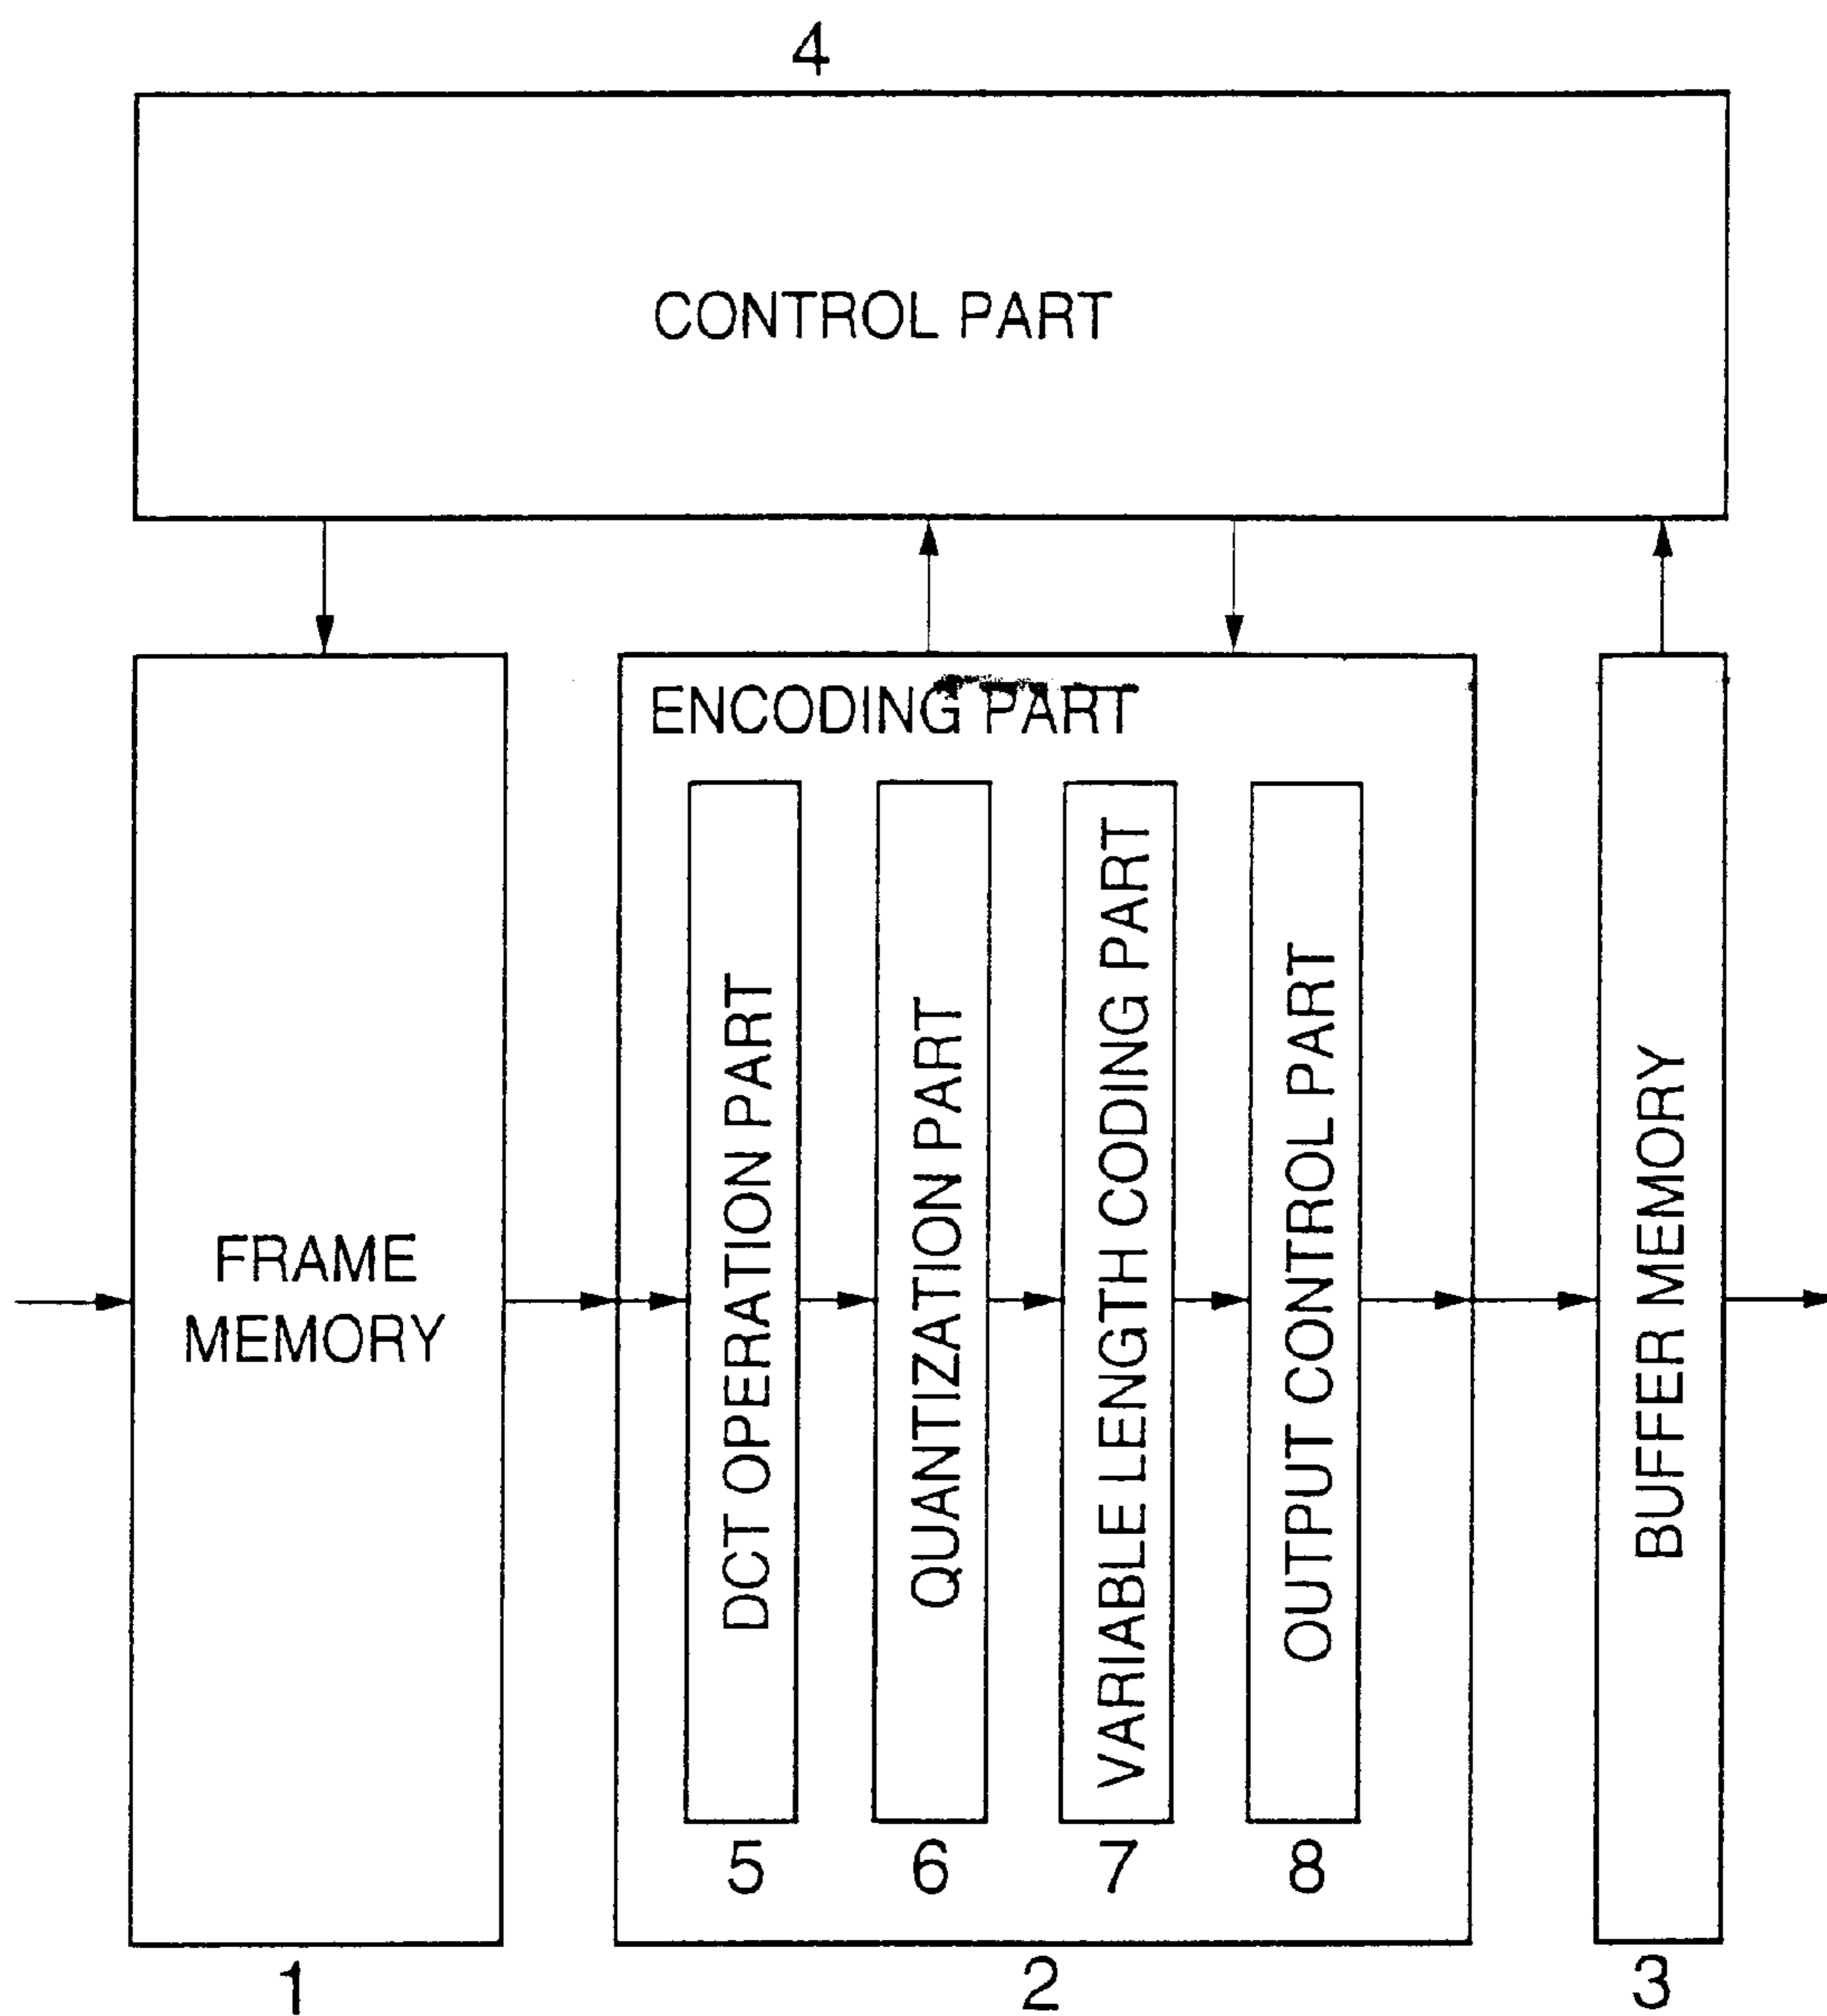 4
CONTROL PART
ENCODING PART
FRAME
MEMORY
DCT OPERATION PART
QUANTIZATION PART
VARIABLE LENGTH CODING PART
OUTPUT CONTROL PART
BUFFER MEMORY
5
6
7
8
1
2
3